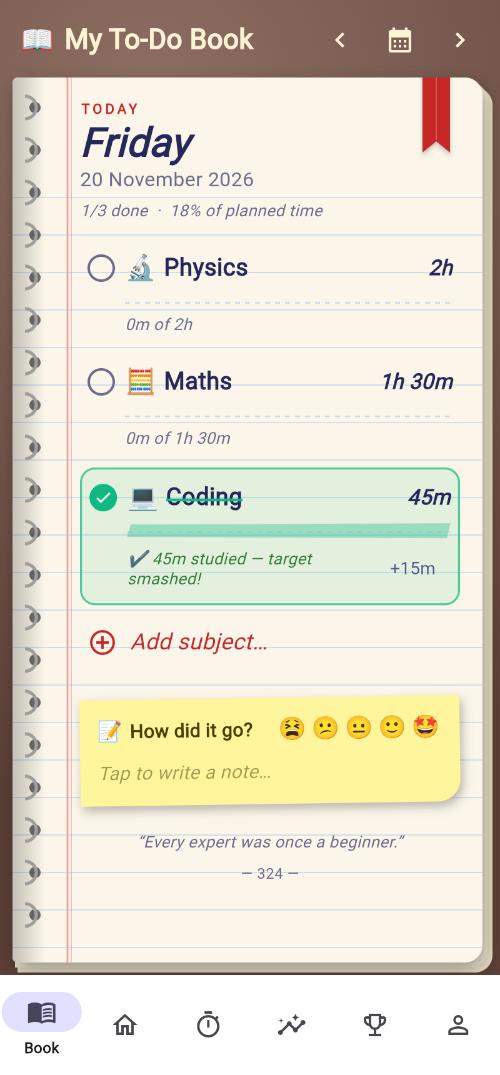 My To-Do Book
TODAY
Friday
20 November 2026
1/3 done · 18% of planned time
Physics 2h
0m of 2h
Maths 1h 30m
0m of 1h 30m
Coding 45m
✔ 45m studied — target
smashed!
+15m
Add subject…
How did it go?
Tap to write a note…
“Every expert was once a beginner.”
— 324 —
Book